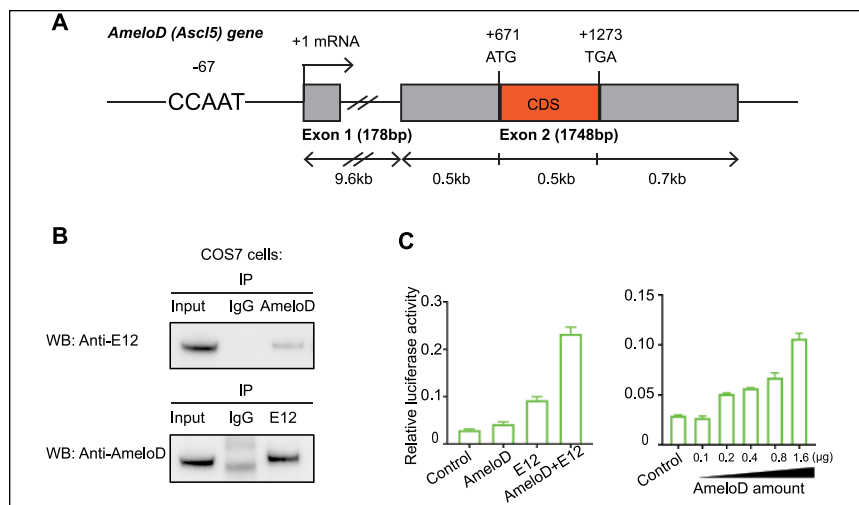 A
AmeloD (Ascl5) gene
+1 mRNA
-67
CCAAT
+671
ATG
+1273
TGA
CDS
Exon 1 (178bp)
Exon 2 (1748bp)
9.6kb
0.5kb
0.5kb
0.7kb
B
COS7 cells:
IP
Input IgG AmeloD
WB: Anti-E12
IP
Input IgG E12
WB: Anti-AmeloD
C
Relative luciferase activity
0.3
0.2
0.1
0
Control
AmeloD
E12
AmeloD+E12
0.15
0.10
0.05
0
Control
0.1 0.2 0.4 0.8 1.6 (μg)
AmeloD amount